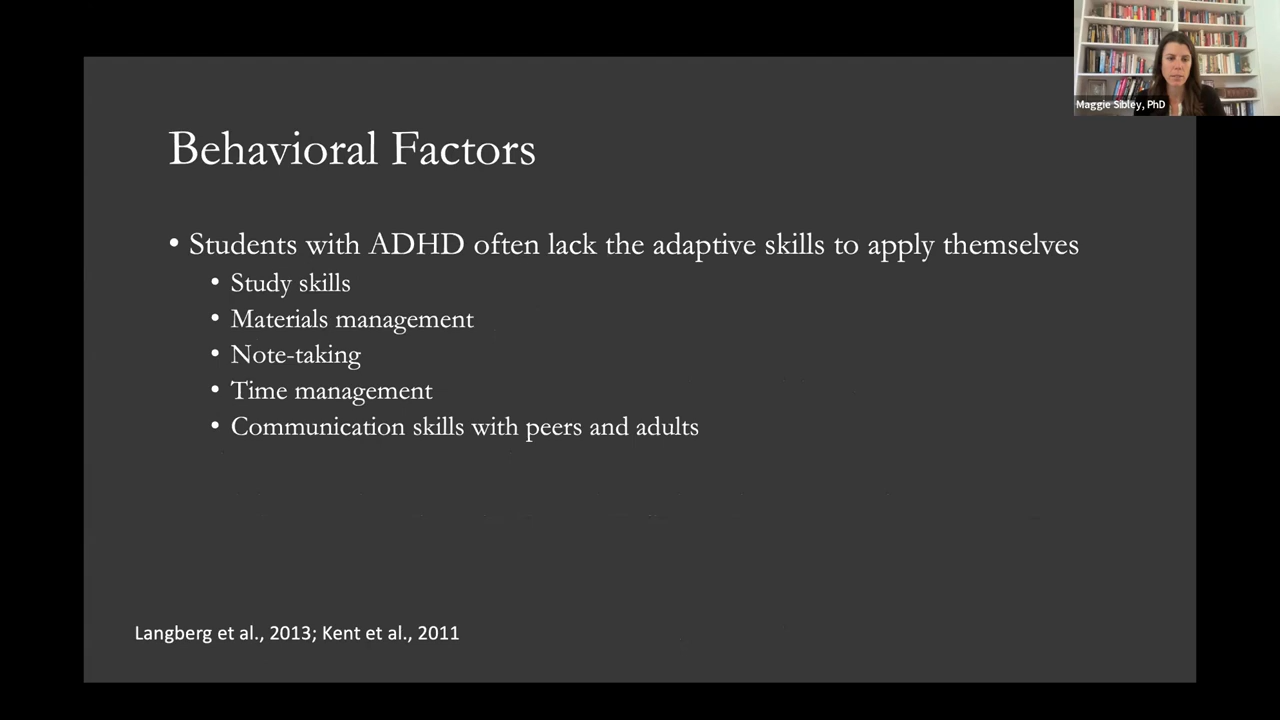 Maggie Sibley, PhD
Behavioral Factors
• Students with ADHD often lack the adaptive skills to apply themselves
• Study skills
• Materials management
• Note-taking
• Time management
• Communication skills with peers and adults
Langberg et al., 2013; Kent et al., 2011